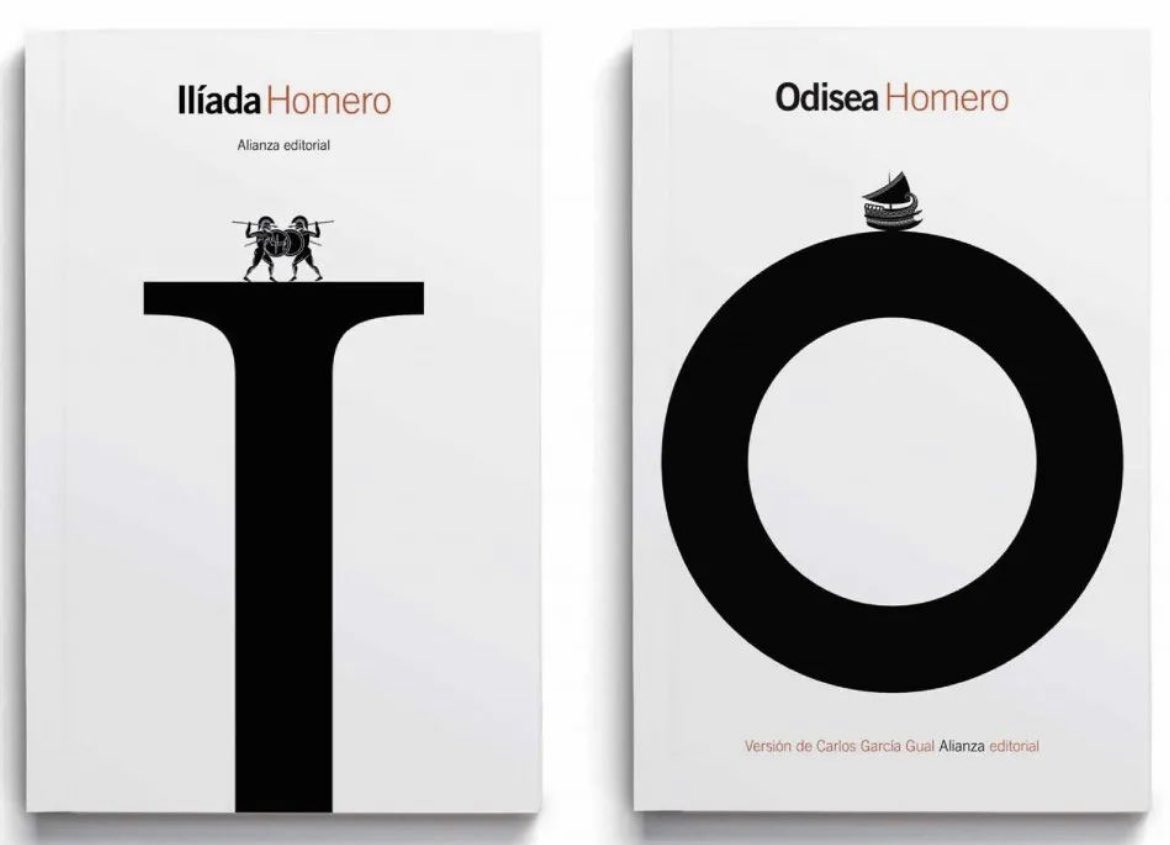 Ilíada Homero
Alianza editorial
I
Odisea Homero
O
Versión de Carlos García Gual Alianza editorial